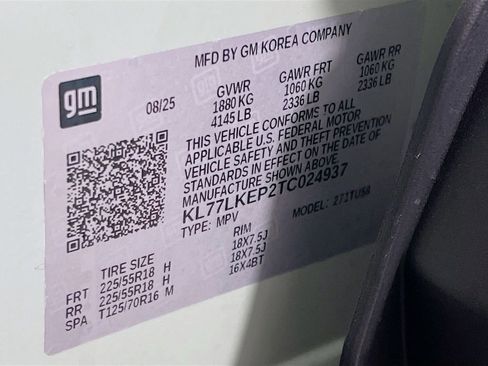 MFD BY GM KOREA COMPANY
gm
08/25
GVWR GAWR FRT GAWR RR
1880 KG 1060 KG 1060 KG
4145 LB 2336 LB 2336 LB
THIS VEHICLE CONFORMS TO ALL
APPLICABLE U.S. FEDERAL MOTOR
VEHICLE SAFETY AND THEFT PREVENTION
STANDARDS IN EFFECT ON THE DATE OF
MANUFACTURE SHOWN ABOVE.
KL77LKEP2TC024937
TYPE: MPV MODEL: 2T1TU58
TIRE SIZE RIM
FRT 225/55R18 H 18X7.5J
RR 225/55R18 H 18X7.5J
SPA T125/70R16 M 16X4BT